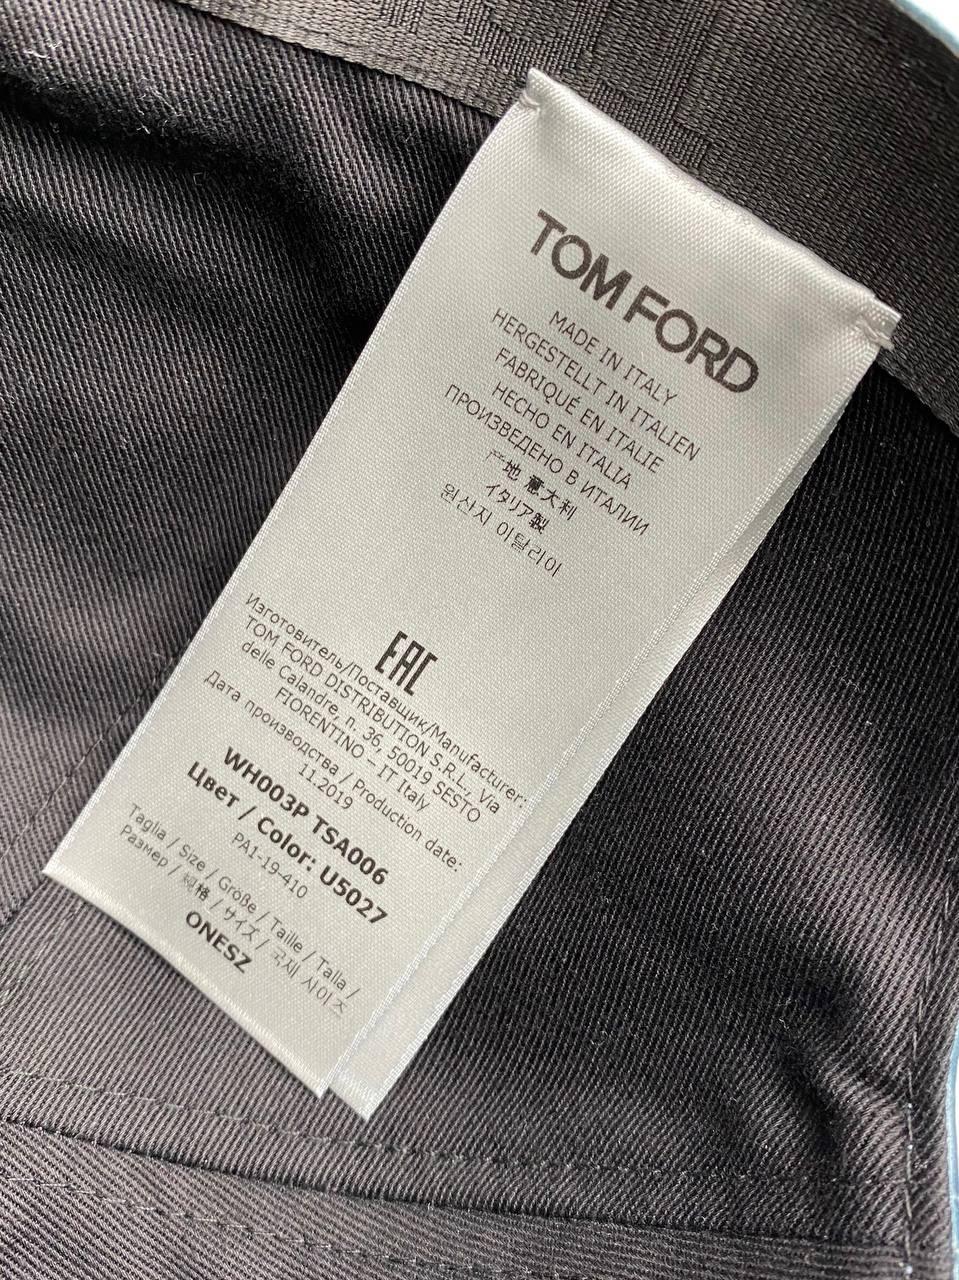 TOM FORD
MADE IN ITALY
HERGESTELLT IN ITALIEN
FABRIQUÉ EN ITALIE
HECHO EN ITALIA
ПРОИЗВЕДЕНО В ИТАЛИИ
产地 意大利
イタリア製
원산지 이탈리아
EAC
Изготовитель/Поставщик/Manufacturer:
TOM FORD DISTRIBUTION S.R.L., Via
delle Calandre, n. 36, 50019 SESTO
FIORENTINO – IT Italy
Дата производства / Production date:
11.2019
WH003P TSA006
Цвет / Color: U5027
PA1-19-410
Taglia / Size / Größe / Taille / Talla /
Размер / 规格 / サイズ / 국제 사이즈
ONESZ